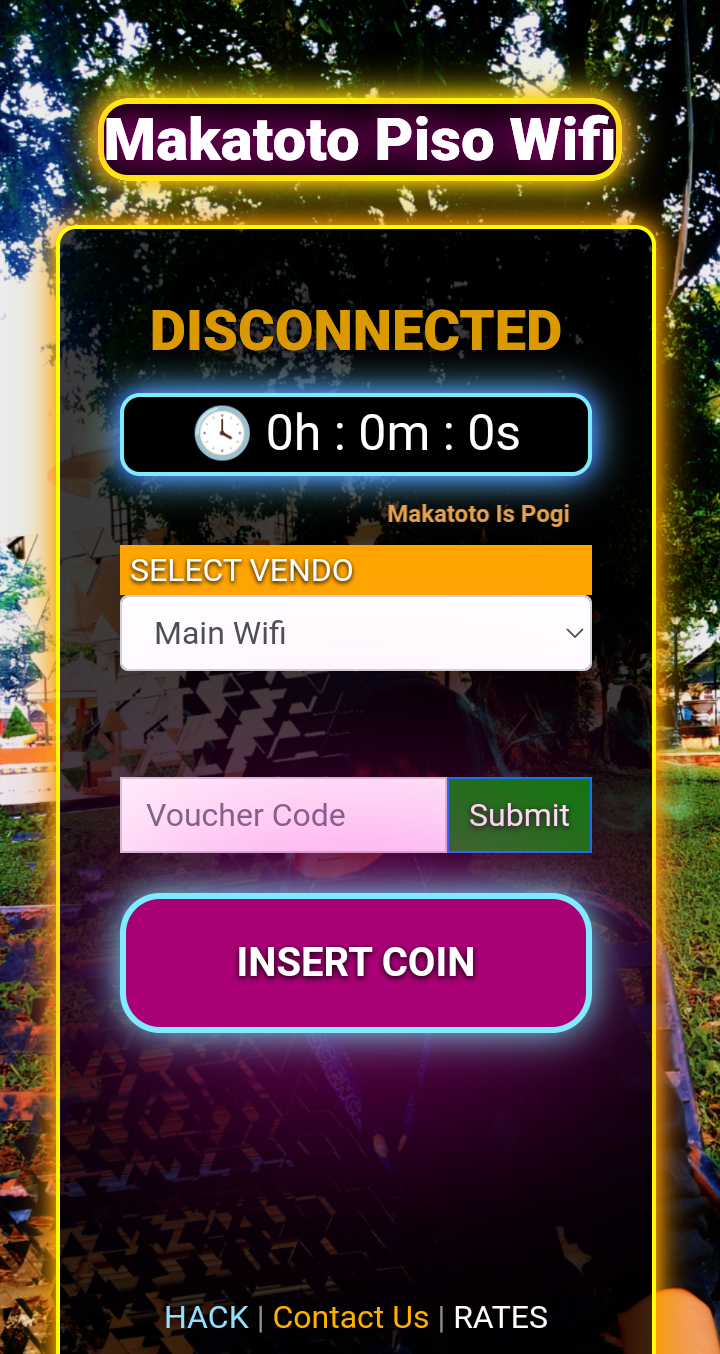 Makatoto Piso Wifi
DISCONNECTED
0h : 0m : 0s
Makatoto Is Pogi
SELECT VENDO
Main Wifi
Voucher Code Submit
INSERT COIN
HACK | Contact Us | RATES